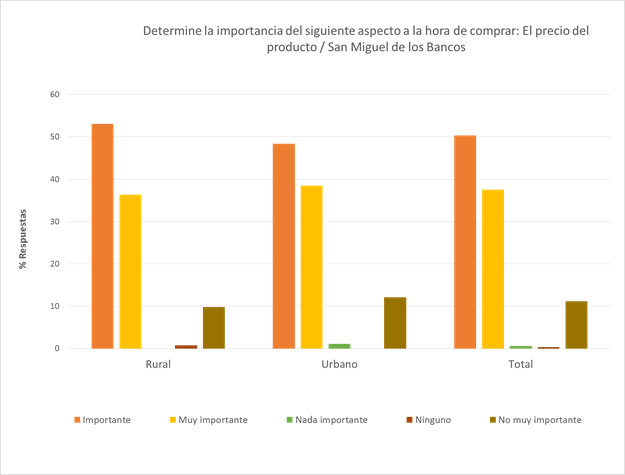 Determine la importancia del siguiente aspecto a la hora de comprar: El precio del
producto / San Miguel de los Bancos
60
50
40
30
20
10
0
% Respuestas
Rural Urbano Total
Importante Muy importante Nada importante Ninguno No muy importante